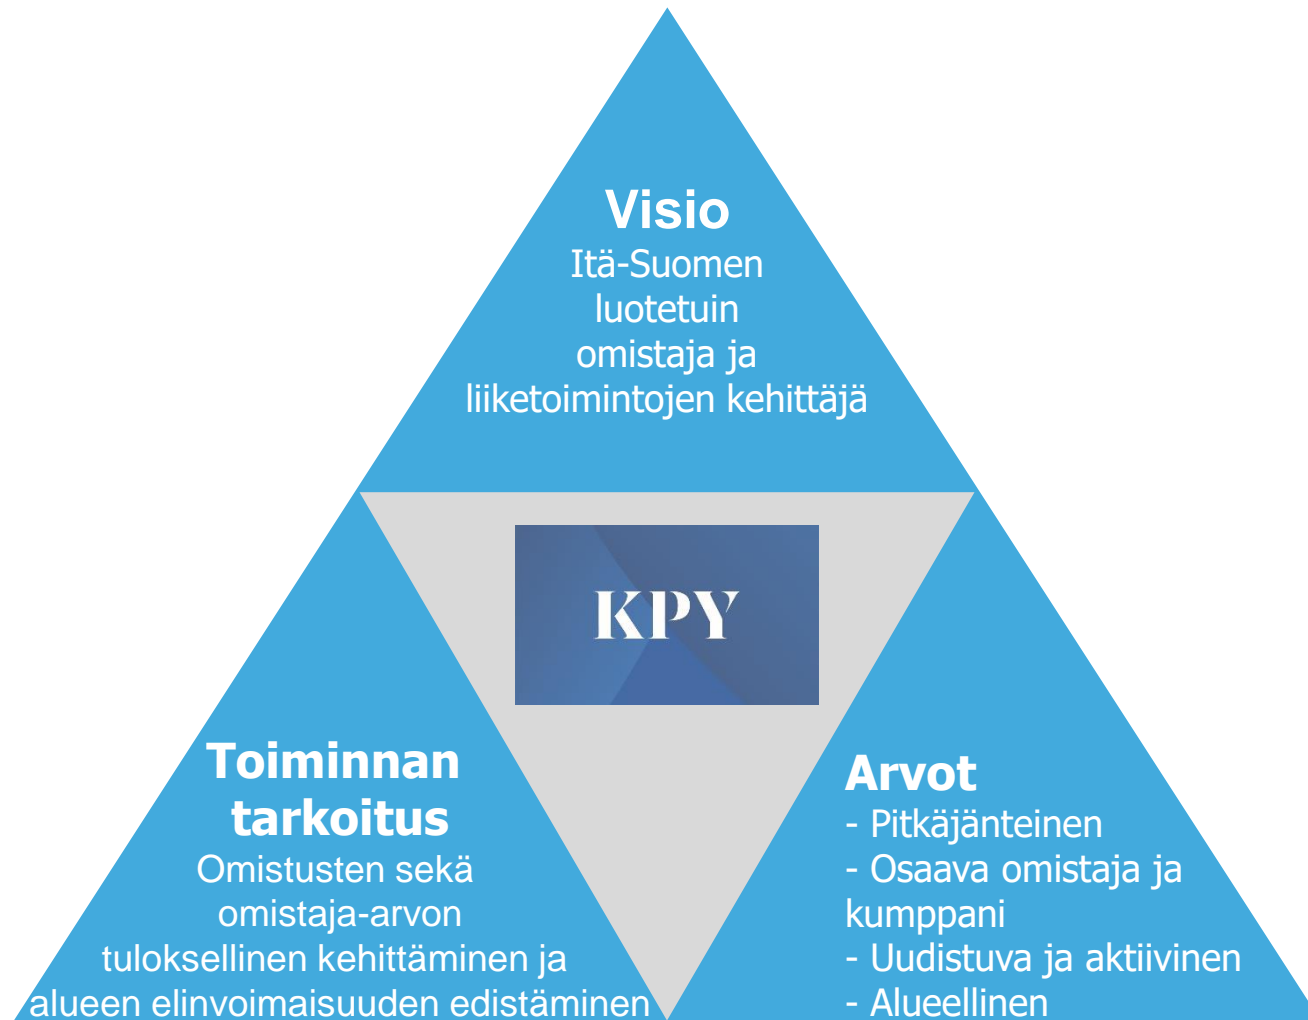 Visio
Itä-Suomen
luotetuin
omistaja ja
liiketoimintojen kehittäjä
KPY
Toiminnan
tarkoitus
Omistusten sekä
omistaja-arvon
tuloksellinen kehittäminen ja
alueen elinvoimaisuuden edistäminen
Arvot
- Pitkäjänteinen
- Osaava omistaja ja
kumppani
- Uudistuva ja aktiivinen
- Alueellinen